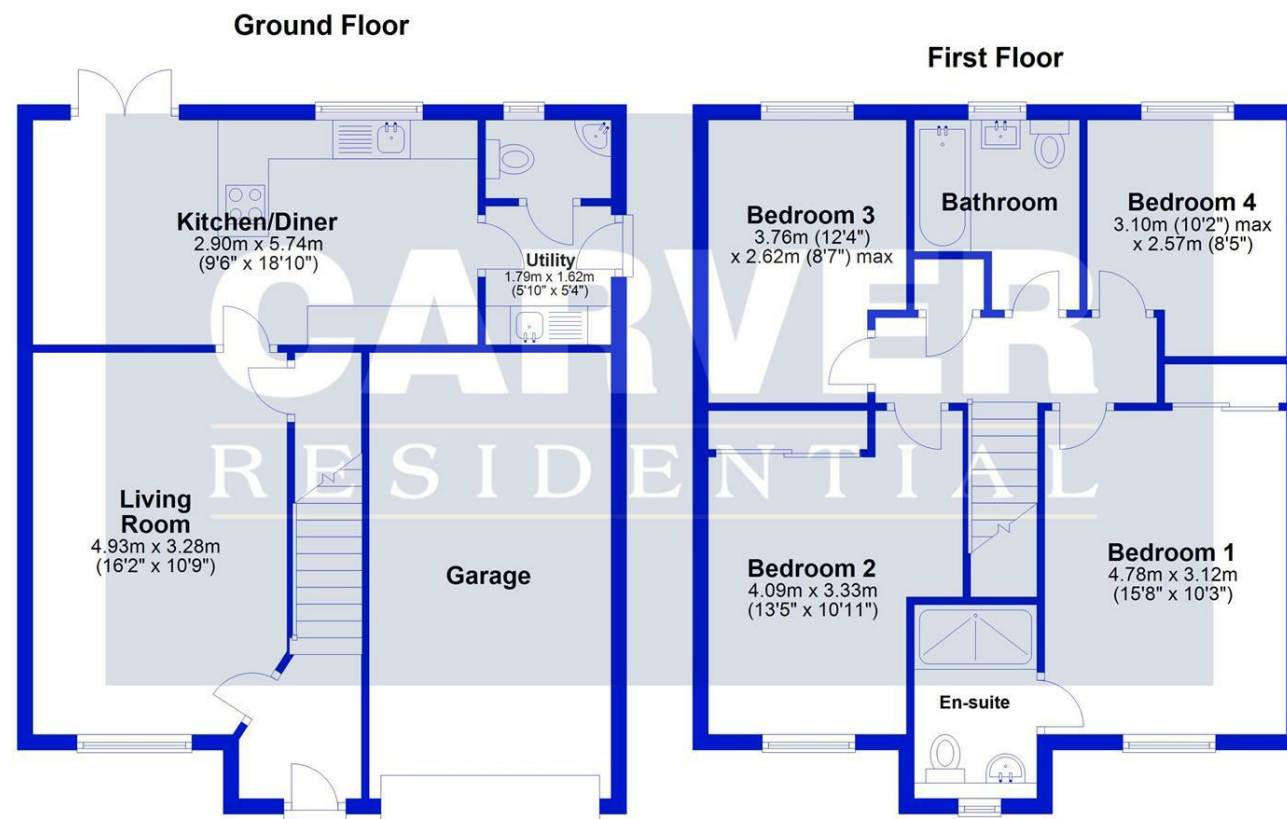 Ground Floor
Kitchen/Diner
2.90m x 5.74m
(9'6" x 18'10")
Utility
1.79m x 1.62m
(5'10" x 5'4")
Living
Room
4.93m x 3.28m
(16'2" x 10'9")
Garage
First Floor
Bedroom 3
3.76m (12'4")
x 2.62m (8'7") max
Bathroom
Bedroom 4
3.10m (10'2") max
x 2.57m (8'5")
Bedroom 2
4.09m x 3.33m
(13'5" x 10'11")
Bedroom 1
4.78m x 3.12m
(15'8" x 10'3")
En-suite
CARVER
RESIDENTIAL